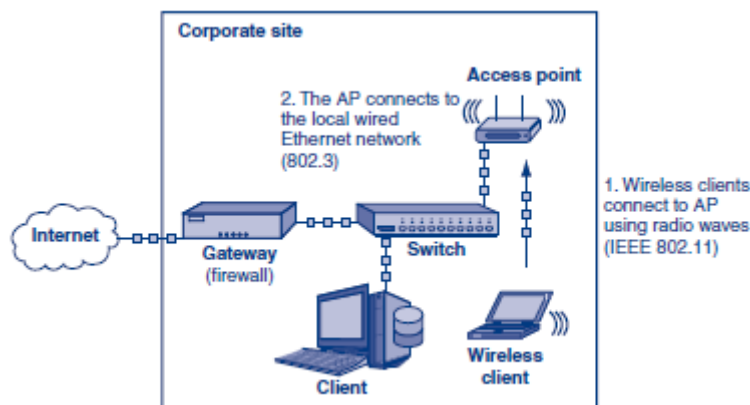 Corporate site
Access point
2. The AP connects to
the local wired
Ethernet network
(802.3)
1. Wireless clients
connect to AP
using radio waves
(IEEE 802.11)
Internet
Gateway
(firewall)
Switch
Client
Wireless
client